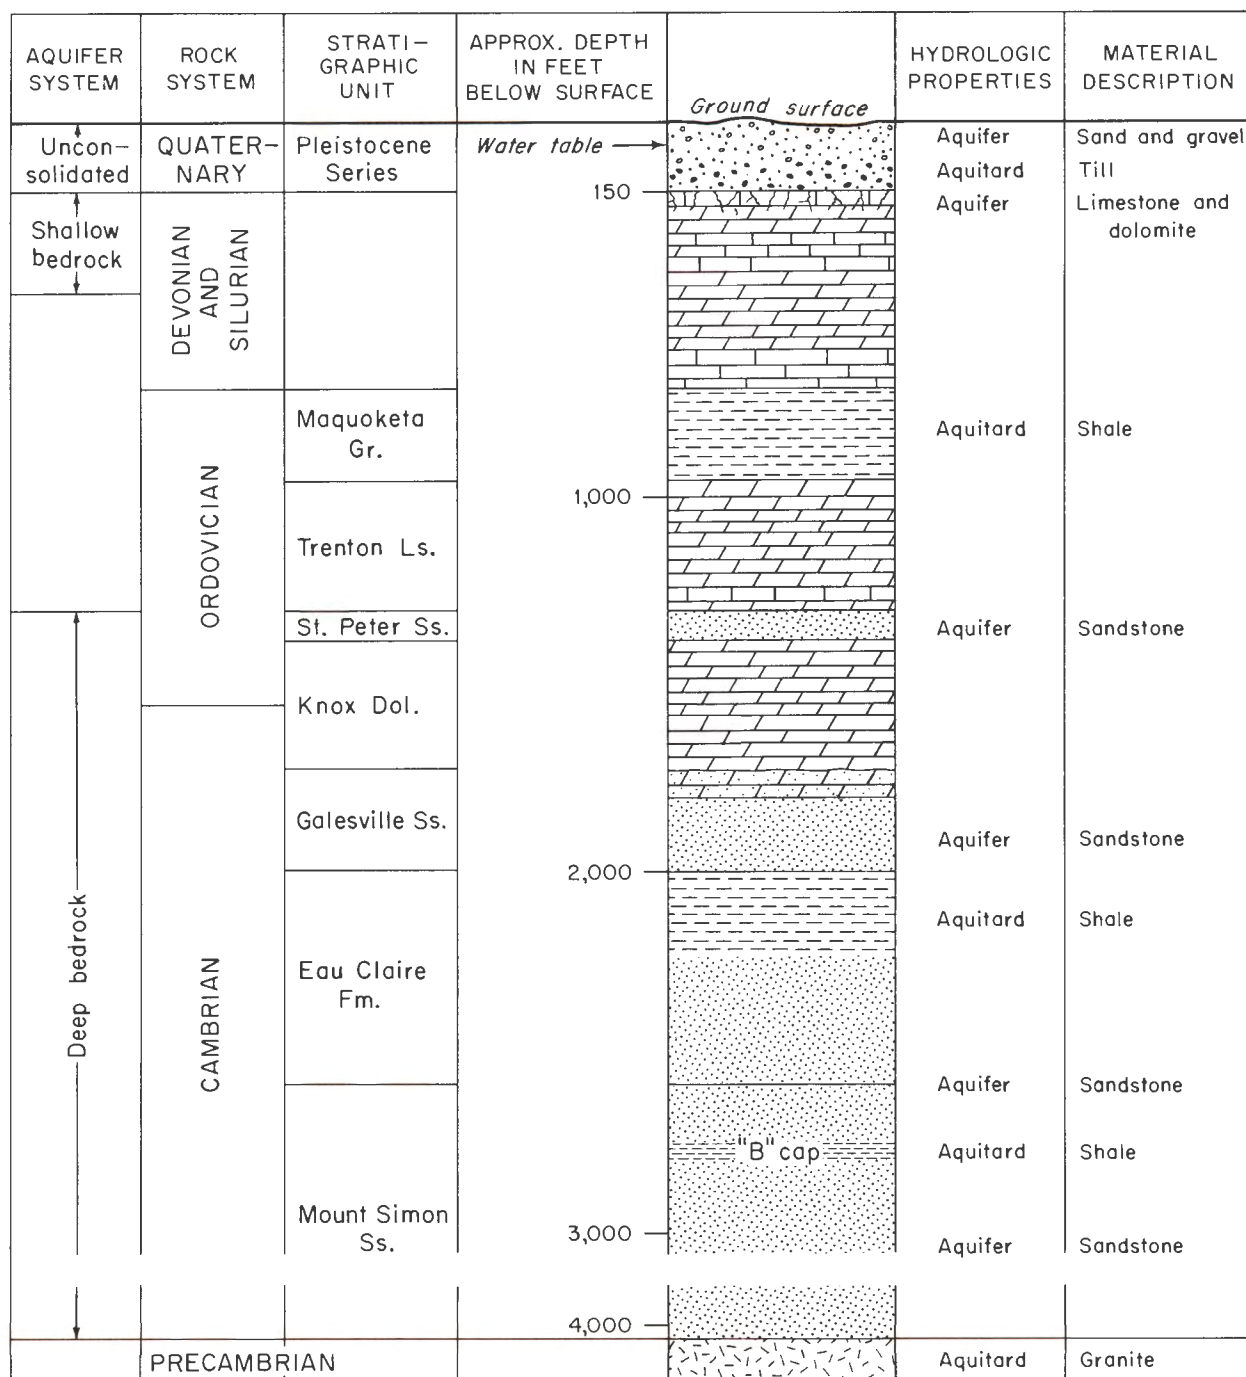 AQUIFER
SYSTEM
ROCK
SYSTEM
STRATI-
GRAPHIC
UNIT
APPROX. DEPTH
IN FEET
BELOW SURFACE
HYDROLOGIC
PROPERTIES
MATERIAL
DESCRIPTION
Ground surface
Uncon-
solidated
QUATER-
NARY
Pleistocene
Series
Water table
Aquifer
Sand and gravel
Aquitard
Till
150
Aquifer
Limestone and
dolomite
Shallow
bedrock
DEVONIAN
AND
SILURIAN
Maquoketa
Gr.
Aquitard
Shale
ORDOVICIAN
1,000
Trenton Ls.
St. Peter Ss.
Aquifer
Sandstone
Knox Dol.
Galesville Ss.
Aquifer
Sandstone
2,000
Aquitard
Shale
Deep bedrock
CAMBRIAN
Eau Claire
Fm.
Aquifer
Sandstone
"B" cap
Aquitard
Shale
Mount Simon
Ss.
3,000
Aquifer
Sandstone
4,000
PRECAMBRIAN
Aquitard
Granite